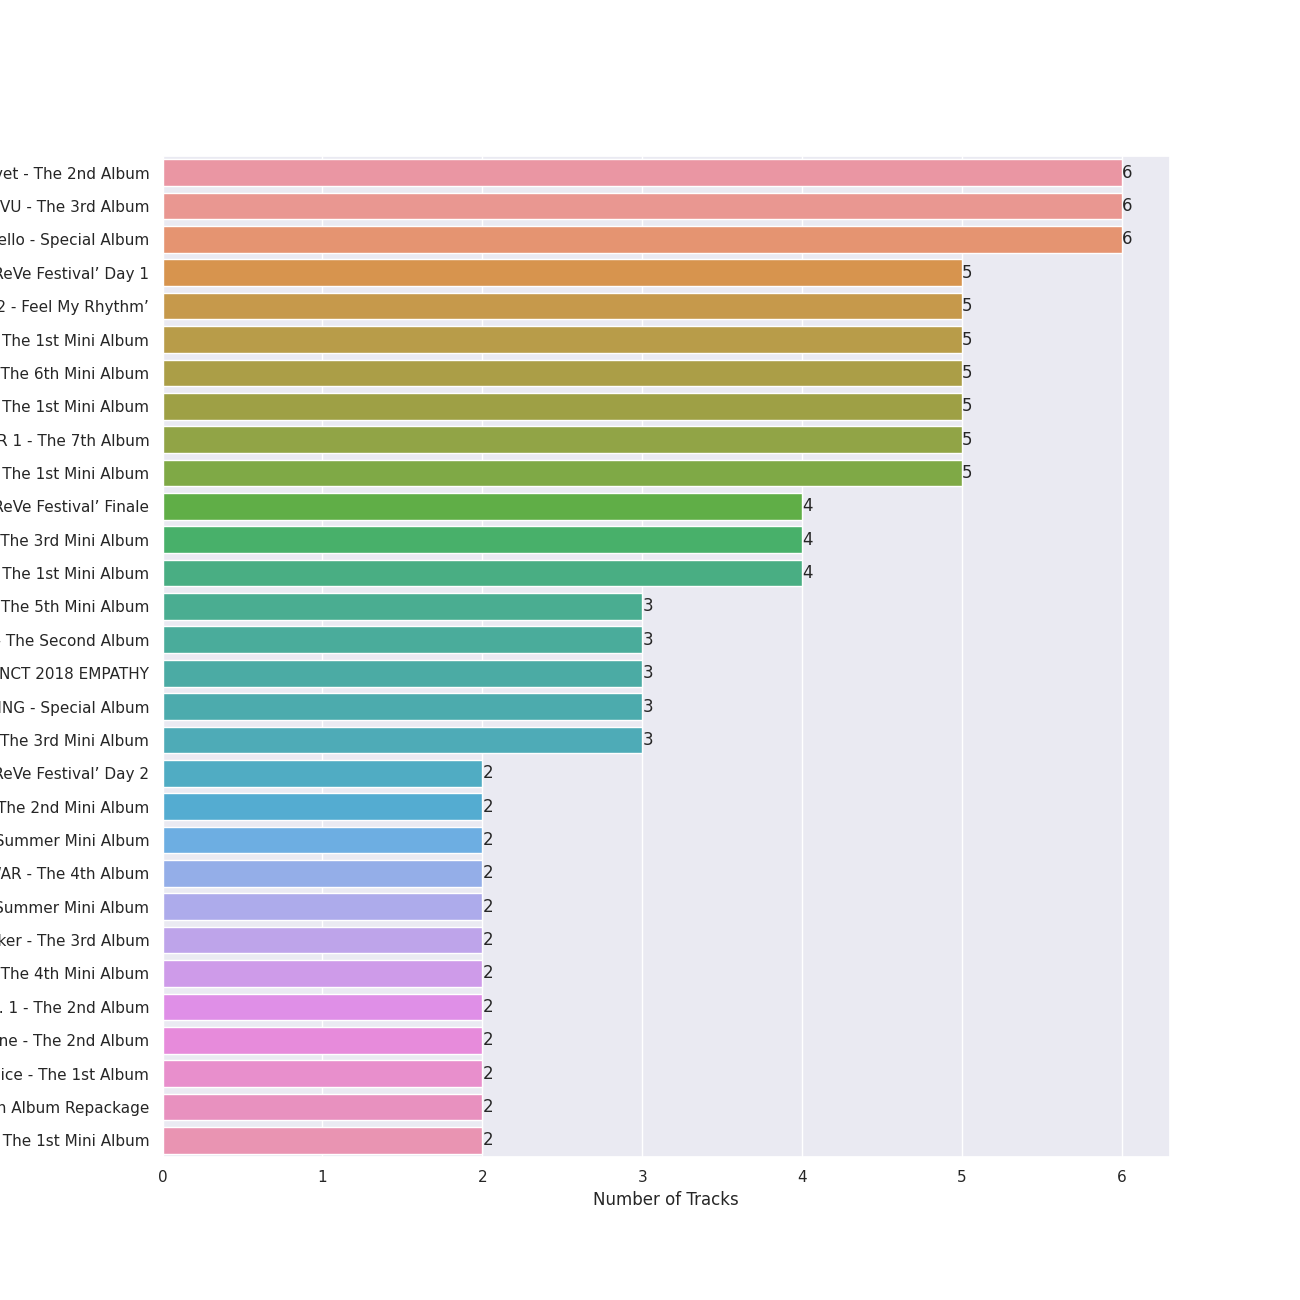 vet - The 2nd Album 6
VU - The 3rd Album 6
ello - Special Album 6
ReVe Festival’ Day 1 5
2 - Feel My Rhythm’ 5
The 1st Mini Album 5
The 6th Mini Album 5
The 1st Mini Album 5
R 1 - The 7th Album 5
The 1st Mini Album 5
ReVe Festival’ Finale 4
The 3rd Mini Album 4
The 1st Mini Album 4
The 5th Mini Album 3
- The Second Album 3
NCT 2018 EMPATHY 3
ING - Special Album 3
The 3rd Mini Album 3
ReVe Festival’ Day 2 2
The 2nd Mini Album 2
Summer Mini Album 2
AR - The 4th Album 2
Summer Mini Album 2
ker - The 3rd Album 2
The 4th Mini Album 2
. 1 - The 2nd Album 2
ne - The 2nd Album 2
ice - The 1st Album 2
Album Repackage 2
The 1st Mini Album 2
0 1 2 3 4 5 6
Number of Tracks